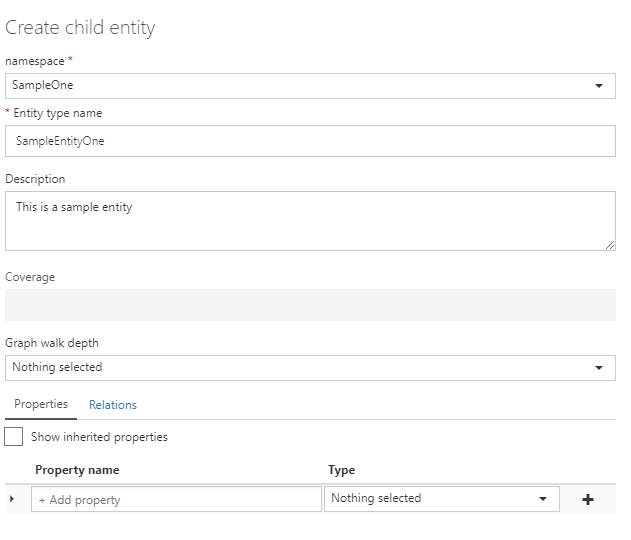 Create child entity
namespace *
SampleOne
* Entity type name
SampleEntityOne
Description
This is a sample entity
Coverage
Graph walk depth
Nothing selected
Properties Relations
Show inherited properties
Property name Type
+ Add property Nothing selected +